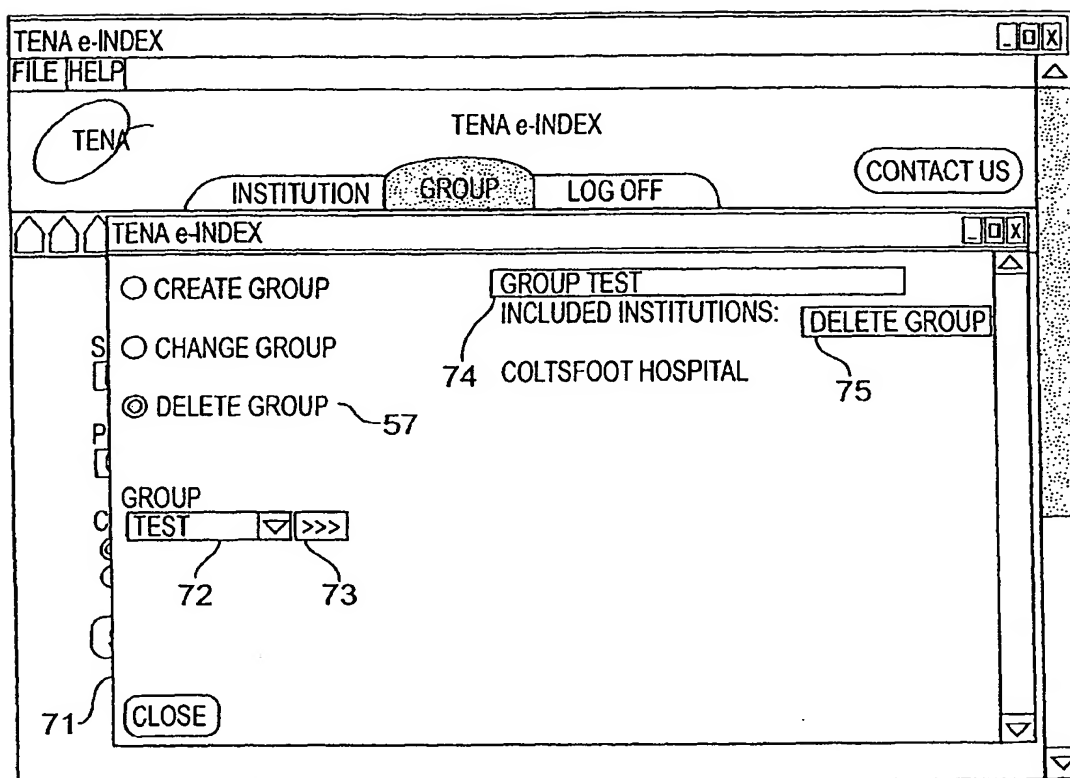 TENA e-INDEX
FILE HELP
TENA
TENA e-INDEX
CONTACT US
INSTITUTION GROUP LOG OFF
TENA e-INDEX
CREATE GROUP
GROUP TEST
INCLUDED INSTITUTIONS:
DELETE GROUP
S
CHANGE GROUP
74
COLTSFOOT HOSPITAL
75
DELETE GROUP
57
P
GROUP
C
TEST >>>
72
73
71
CLOSE